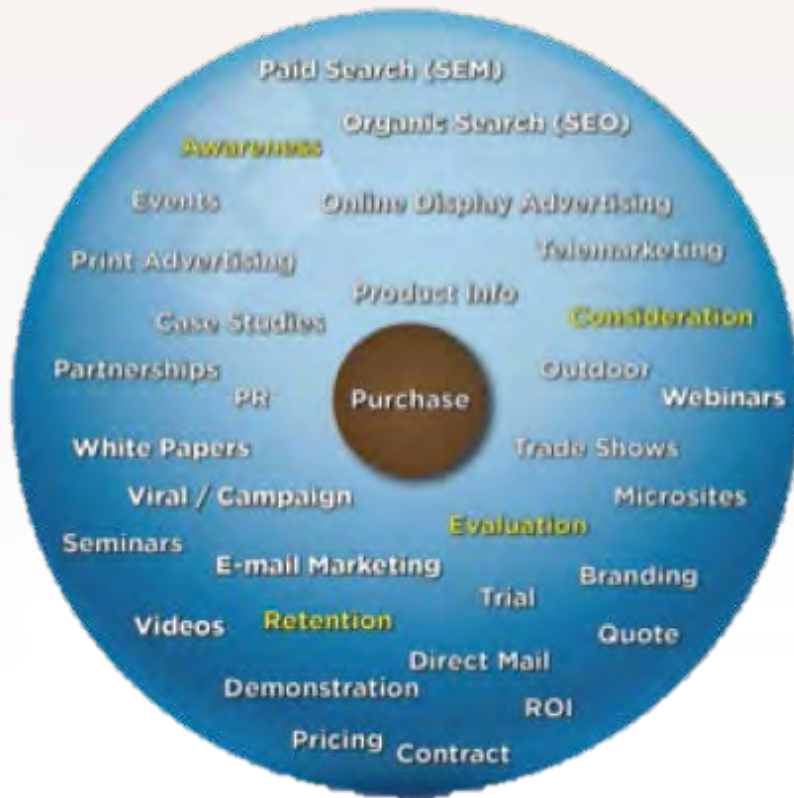 Paid Search (SEM)
Organic Search (SEO)
Awareness
Events
Online Display Advertising
Telemarketing
Print Advertising
Product Info
Case Studies
Consideration
Partnerships
Outdoor
PR
Purchase
Webinars
White Papers
Trade Shows
Viral / Campaign
Microsites
Evaluation
Seminars
E-mail Marketing
Branding
Trial
Videos
Retention
Quote
Direct Mail
Demonstration
ROI
Pricing
Contract